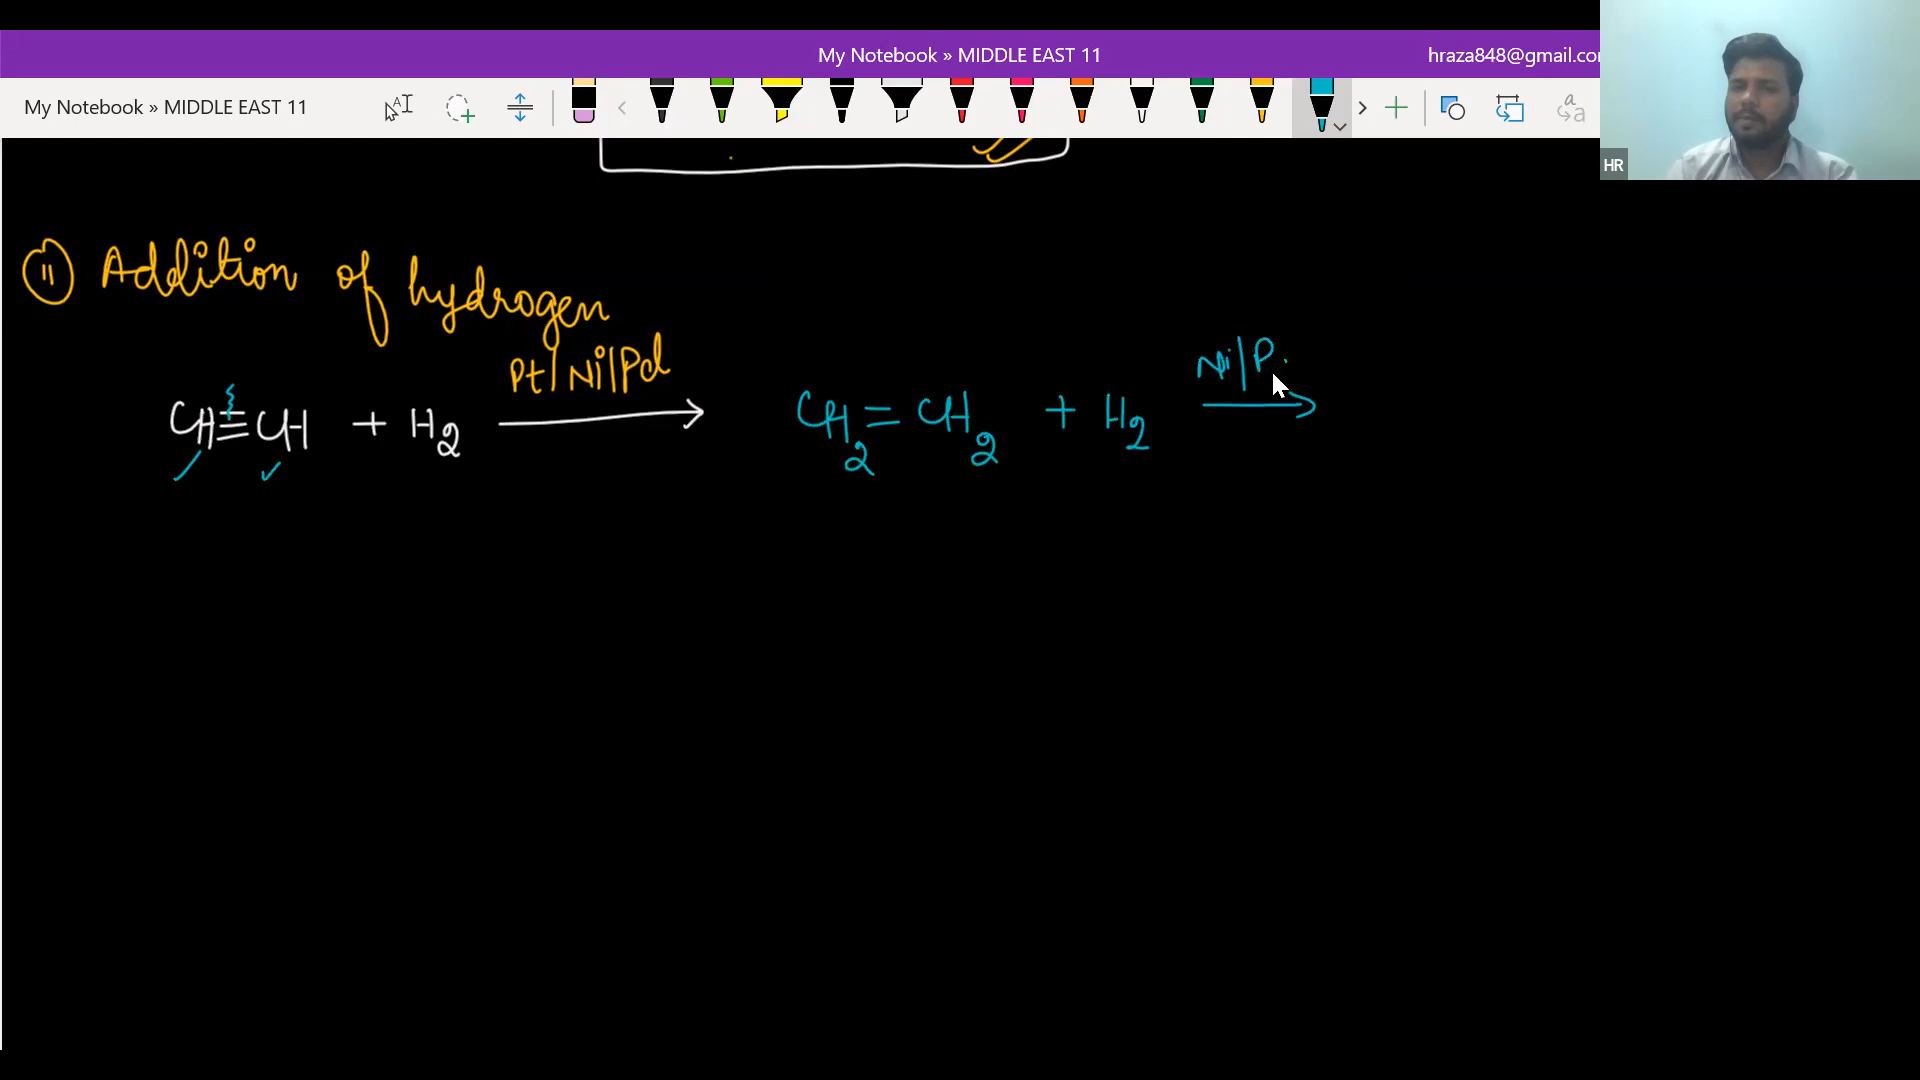 My Notebook » MIDDLE EAST 11
hraza848@gmail.co
My Notebook » MIDDLE EAST 11
HR
(ii) Addition of hydrogen
Pt/Ni/Pd
Ni/P
CH≡CH + H2 → CH2=CH2 + H2 →